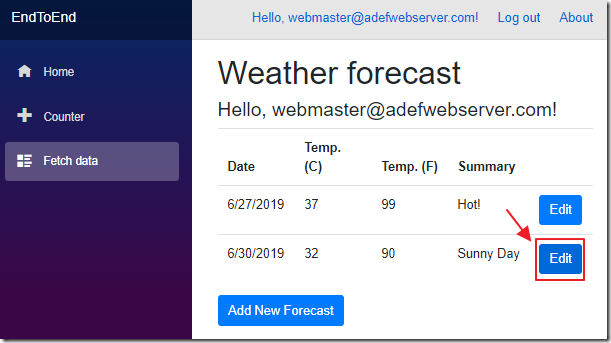 EndToEnd
Hello, webmaster@adefwebserver.com! Log out About
Home
Counter
Fetch data
Weather forecast
Hello, webmaster@adefwebserver.com!
Date Temp. (C) Temp. (F) Summary
6/27/2019 37 99 Hot! Edit
6/30/2019 32 90 Sunny Day Edit
Add New Forecast